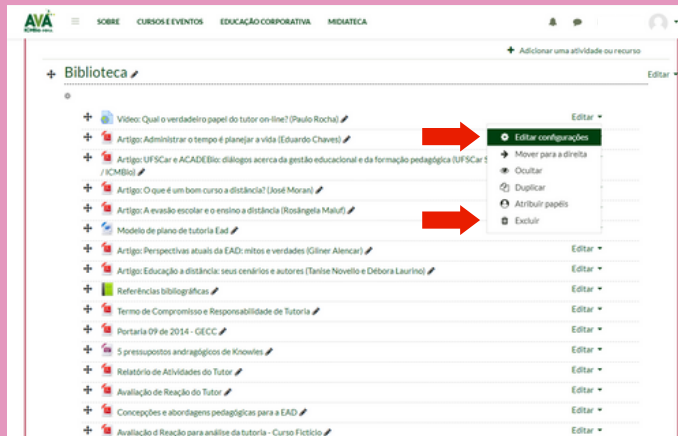 AVA
ICMBio-MMA
SOBRE CURSOS E EVENTOS EDUCAÇÃO CORPORATIVA MIDIATECA
Adicionar uma atividade ou recurso
Biblioteca
Editar
Vídeo: Qual o verdadeiro papel do tutor on-line? (Paulo Rocha)
Editar
Artigo: Administrar o tempo é planejar a vida (Eduardo Chaves)
Editar configurações
Artigo: UFSCar e ACADEBio: diálogos acerca da gestão educacional e da formação pedagógica (UFSCar
/ ICMBio)
Mover para a direita
Ocultar
Artigo: O que é um bom curso a distância? (José Moran)
Duplicar
Artigo: A evasão escolar e o ensino a distância (Rosângela Maluf)
Atribuir papéis
Modelo de plano de tutoria Ead
Excluir
Artigo: Perspectivas atuais da EAD: mitos e verdades (Gliner Alencar)
Editar
Artigo: Educação a distância: seus cenários e autores (Tanise Novello e Débora Laurino)
Editar
Referências bibliográficas
Editar
Termo de Compromisso e Responsabilidade de Tutoria
Editar
Portaria 09 de 2014 - GECC
Editar
5 pressupostos andragógicos de Knowles
Editar
Relatório de Atividades do Tutor
Editar
Avaliação de Reação do Tutor
Editar
Concepções e abordagens pedagógicas para a EAD
Editar
Avaliação d Reação para análise da tutoria - Curso Fictício
Editar